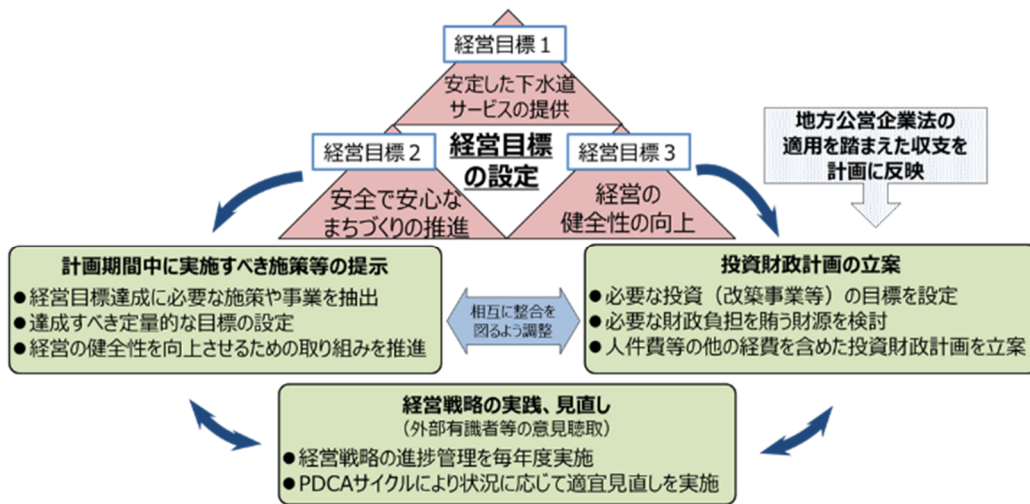 経営目標1
安定した下水道
サービスの提供
経営目標2
安全で安心な
まちづくりの推進
経営目標
の設定
経営目標3
経営の
健全性の向上
地方公営企業法の
適用を踏まえた収支を
計画に反映
計画期間中に実施すべき施策等の提示
●経営目標達成に必要な施策や事業を抽出
●達成すべき定量的な目標の設定
●経営の健全性を向上させるための取り組みを推進
相互に整合を
図るよう調整
投資財政計画の立案
●必要な投資（改築事業等）の目標を設定
●必要な財政負担を賄う財源を検討
●人件費等の他の経費を含めた投資財政計画を立案
経営戦略の実践、見直し
（外部有識者等の意見聴取）
●経営戦略の進捗管理を毎年度実施
●PDCAサイクルにより状況に応じて適宜見直しを実施